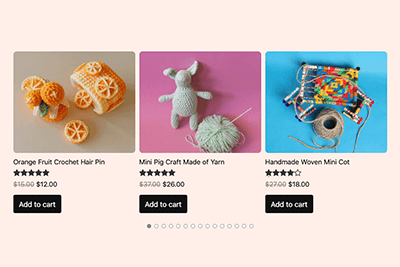 Orange Fruit Crochet Hair Pin
$15.00 $12.00
Add to cart
Mini Pig Craft Made of Yarn
$37.00 $26.00
Add to cart
Handmade Woven Mini Cot
$27.00 $18.00
Add to cart